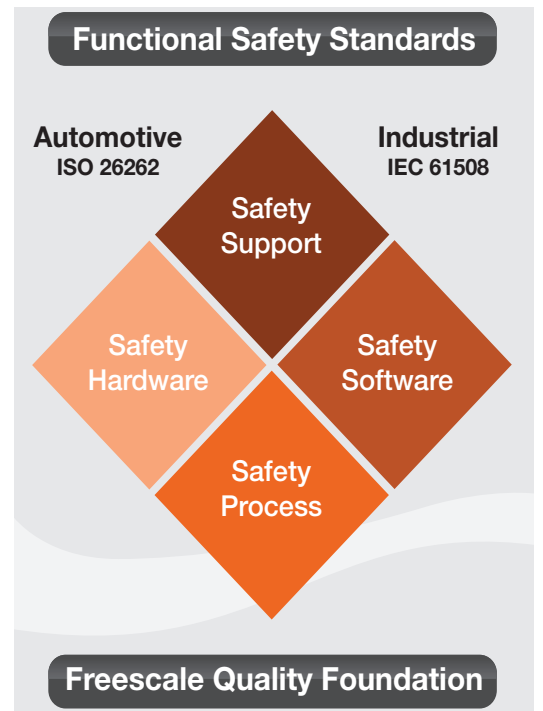 Functional Safety Standards
Automotive
ISO 26262
Industrial
IEC 61508
Safety
Support
Safety
Hardware
Safety
Software
Safety
Process
Freescale Quality Foundation